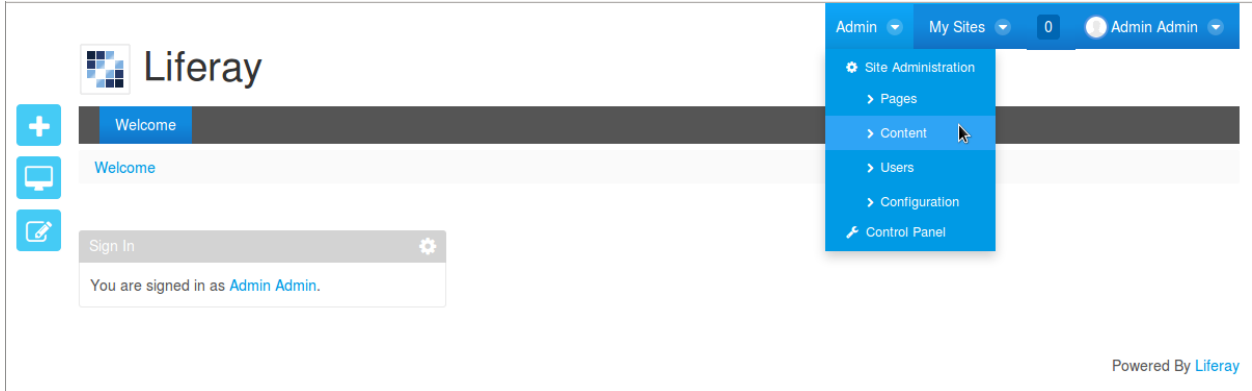 Admin My Sites 0 Admin Admin
Liferay
Site Administration
Pages
Content
Users
Configuration
Control Panel
Welcome
Welcome
Sign In
You are signed in as Admin Admin.
Powered By Liferay